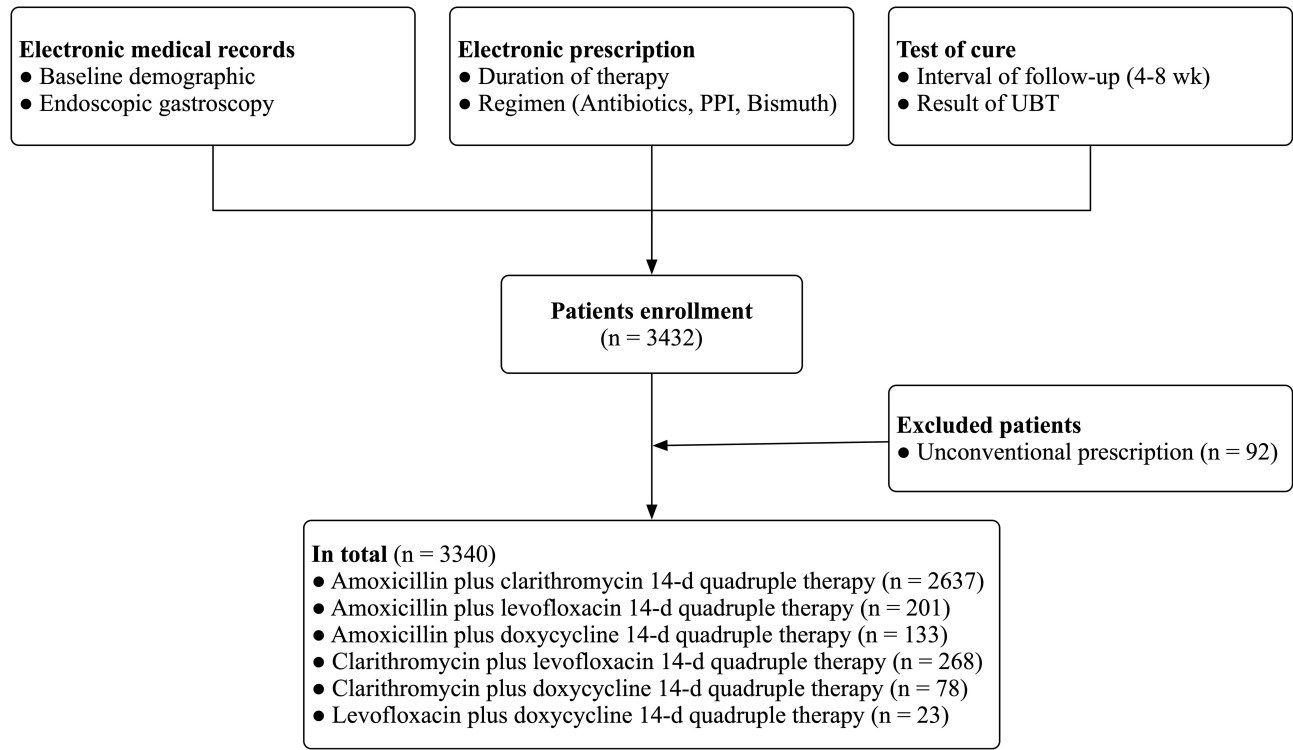 Electronic medical records
● Baseline demographic
● Endoscopic gastroscopy
Electronic prescription
● Duration of therapy
● Regimen (Antibiotics, PPI, Bismuth)
Test of cure
● Interval of follow-up (4-8 wk)
● Result of UBT
Patients enrollment
(n = 3432)
Excluded patients
● Unconventional prescription (n = 92)
In total (n = 3340)
● Amoxicillin plus clarithromycin 14-d quadruple therapy (n = 2637)
● Amoxicillin plus levofloxacin 14-d quadruple therapy (n = 201)
● Amoxicillin plus doxycycline 14-d quadruple therapy (n = 133)
● Clarithromycin plus levofloxacin 14-d quadruple therapy (n = 268)
● Clarithromycin plus doxycycline 14-d quadruple therapy (n = 78)
● Levofloxacin plus doxycycline 14-d quadruple therapy (n = 23)